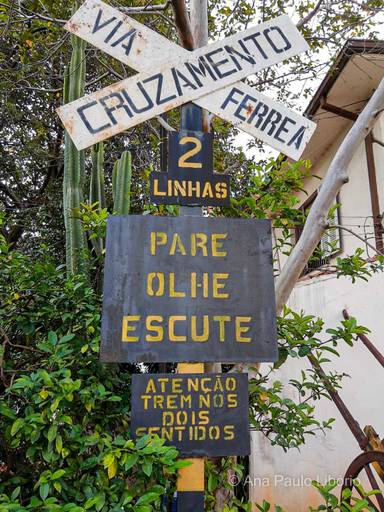 VIA FERREA
CRUZAMENTO
2
LINHAS
PARE
OLHE
ESCUTE
ATENÇÃO
TREM NOS
DOIS
SENTIDOS
© Ana Paulo Liborio